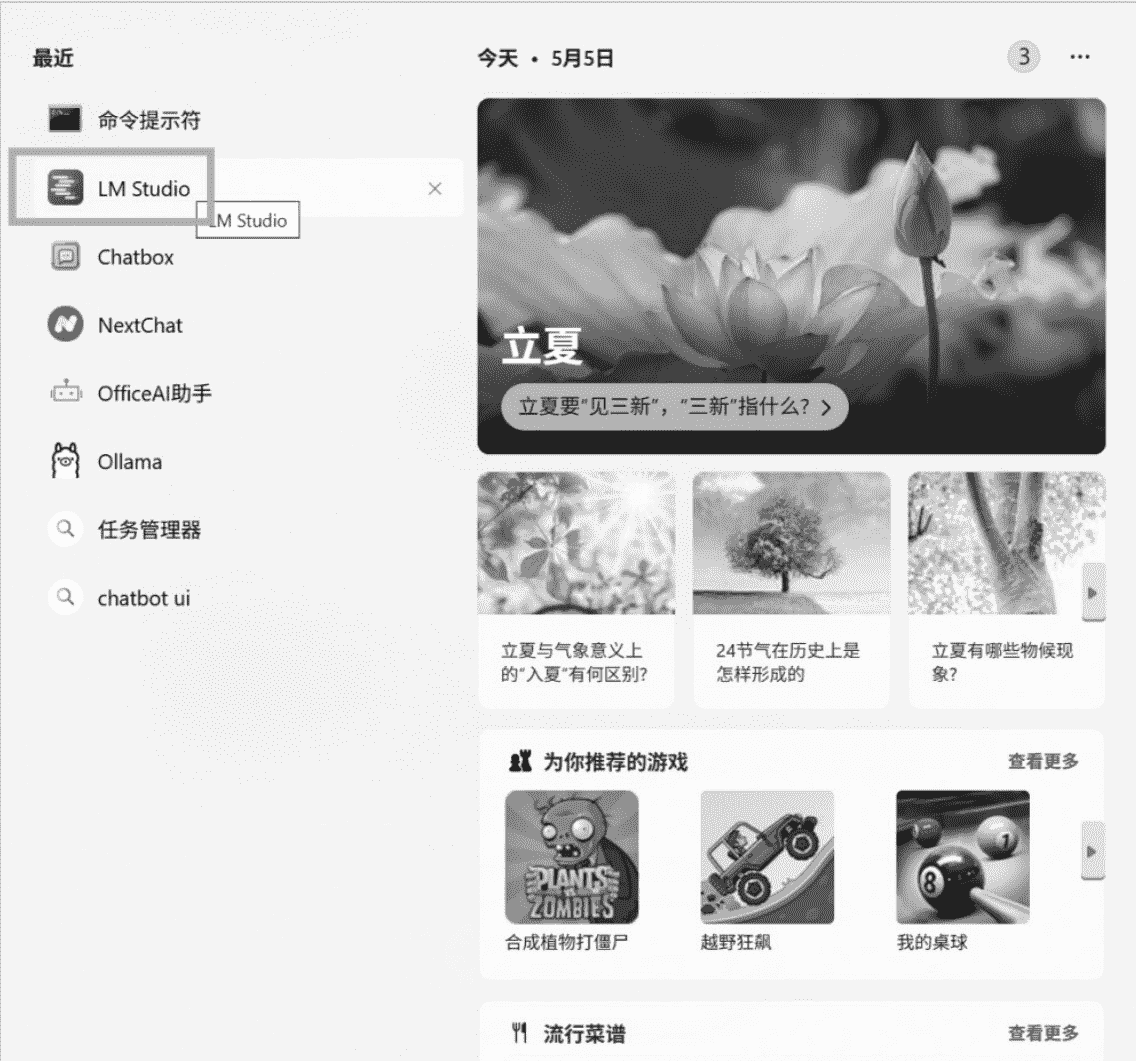 最近
命令提示符
LM Studio
LM Studio
Chatbox
NextChat
OfficeAI助手
Ollama
任务管理器
chatbot ui
今天 • 5月5日
3
立夏
立夏要“见三新”，“三新”指什么?
立夏与气象意义上
的“入夏”有何区别?
24节气在历史上是
怎样形成的
立夏有哪些物候现
象?
为你推荐的游戏
查看更多
PLANTS
VS
ZOMBIES
1
8
合成植物打僵尸
越野狂飙
我的桌球
流行菜谱
查看更多